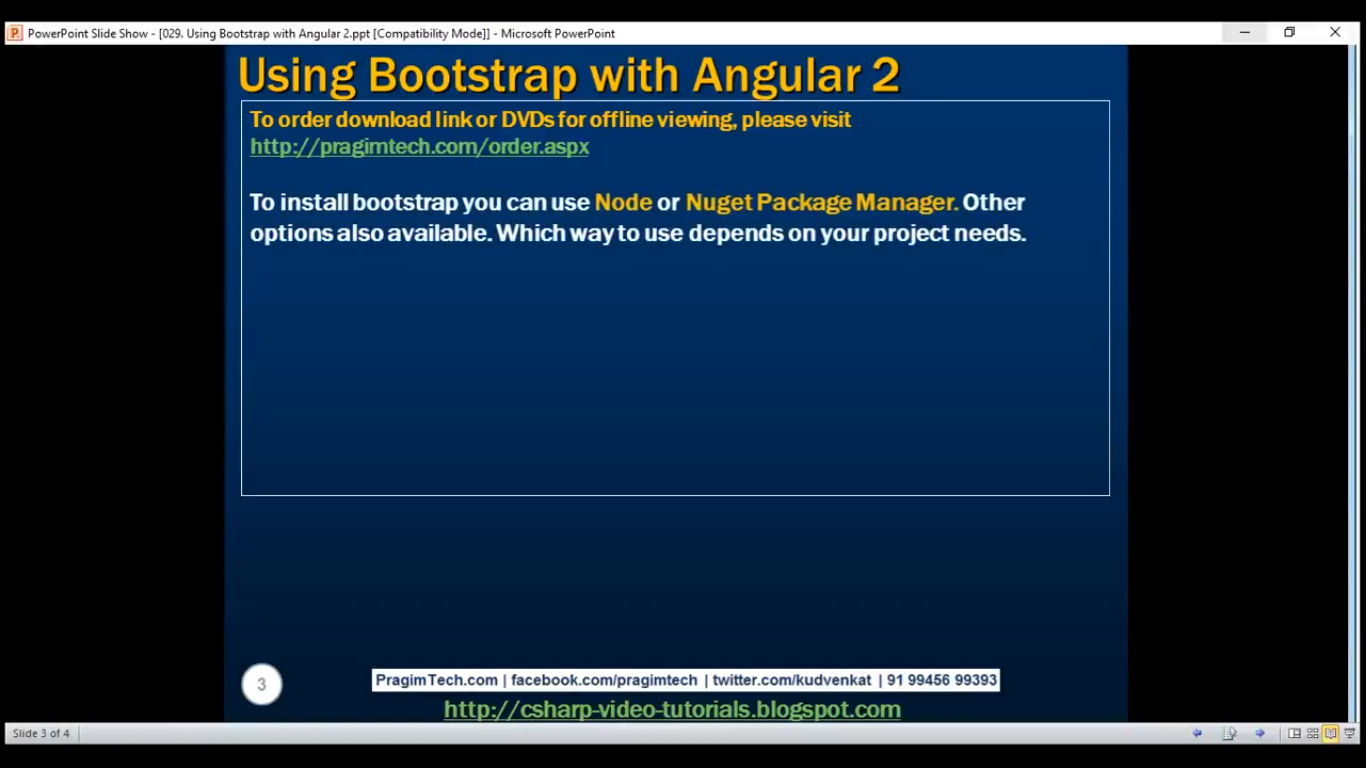 PowerPoint Slide Show - [029. Using Bootstrap with Angular 2.ppt [Compatibility Mode]] - Microsoft PowerPoint
Using Bootstrap with Angular 2
To order download link or DVDs for offline viewing, please visit
http://pragimtech.com/order.aspx
To install bootstrap you can use Node or Nuget Package Manager. Other
options also available. Which way to use depends on your project needs.
3
PragimTech.com | facebook.com/pragimtech | twitter.com/kudvenkat | 91 99456 99393
http://csharp-video-tutorials.blogspot.com
Slide 3 of 4